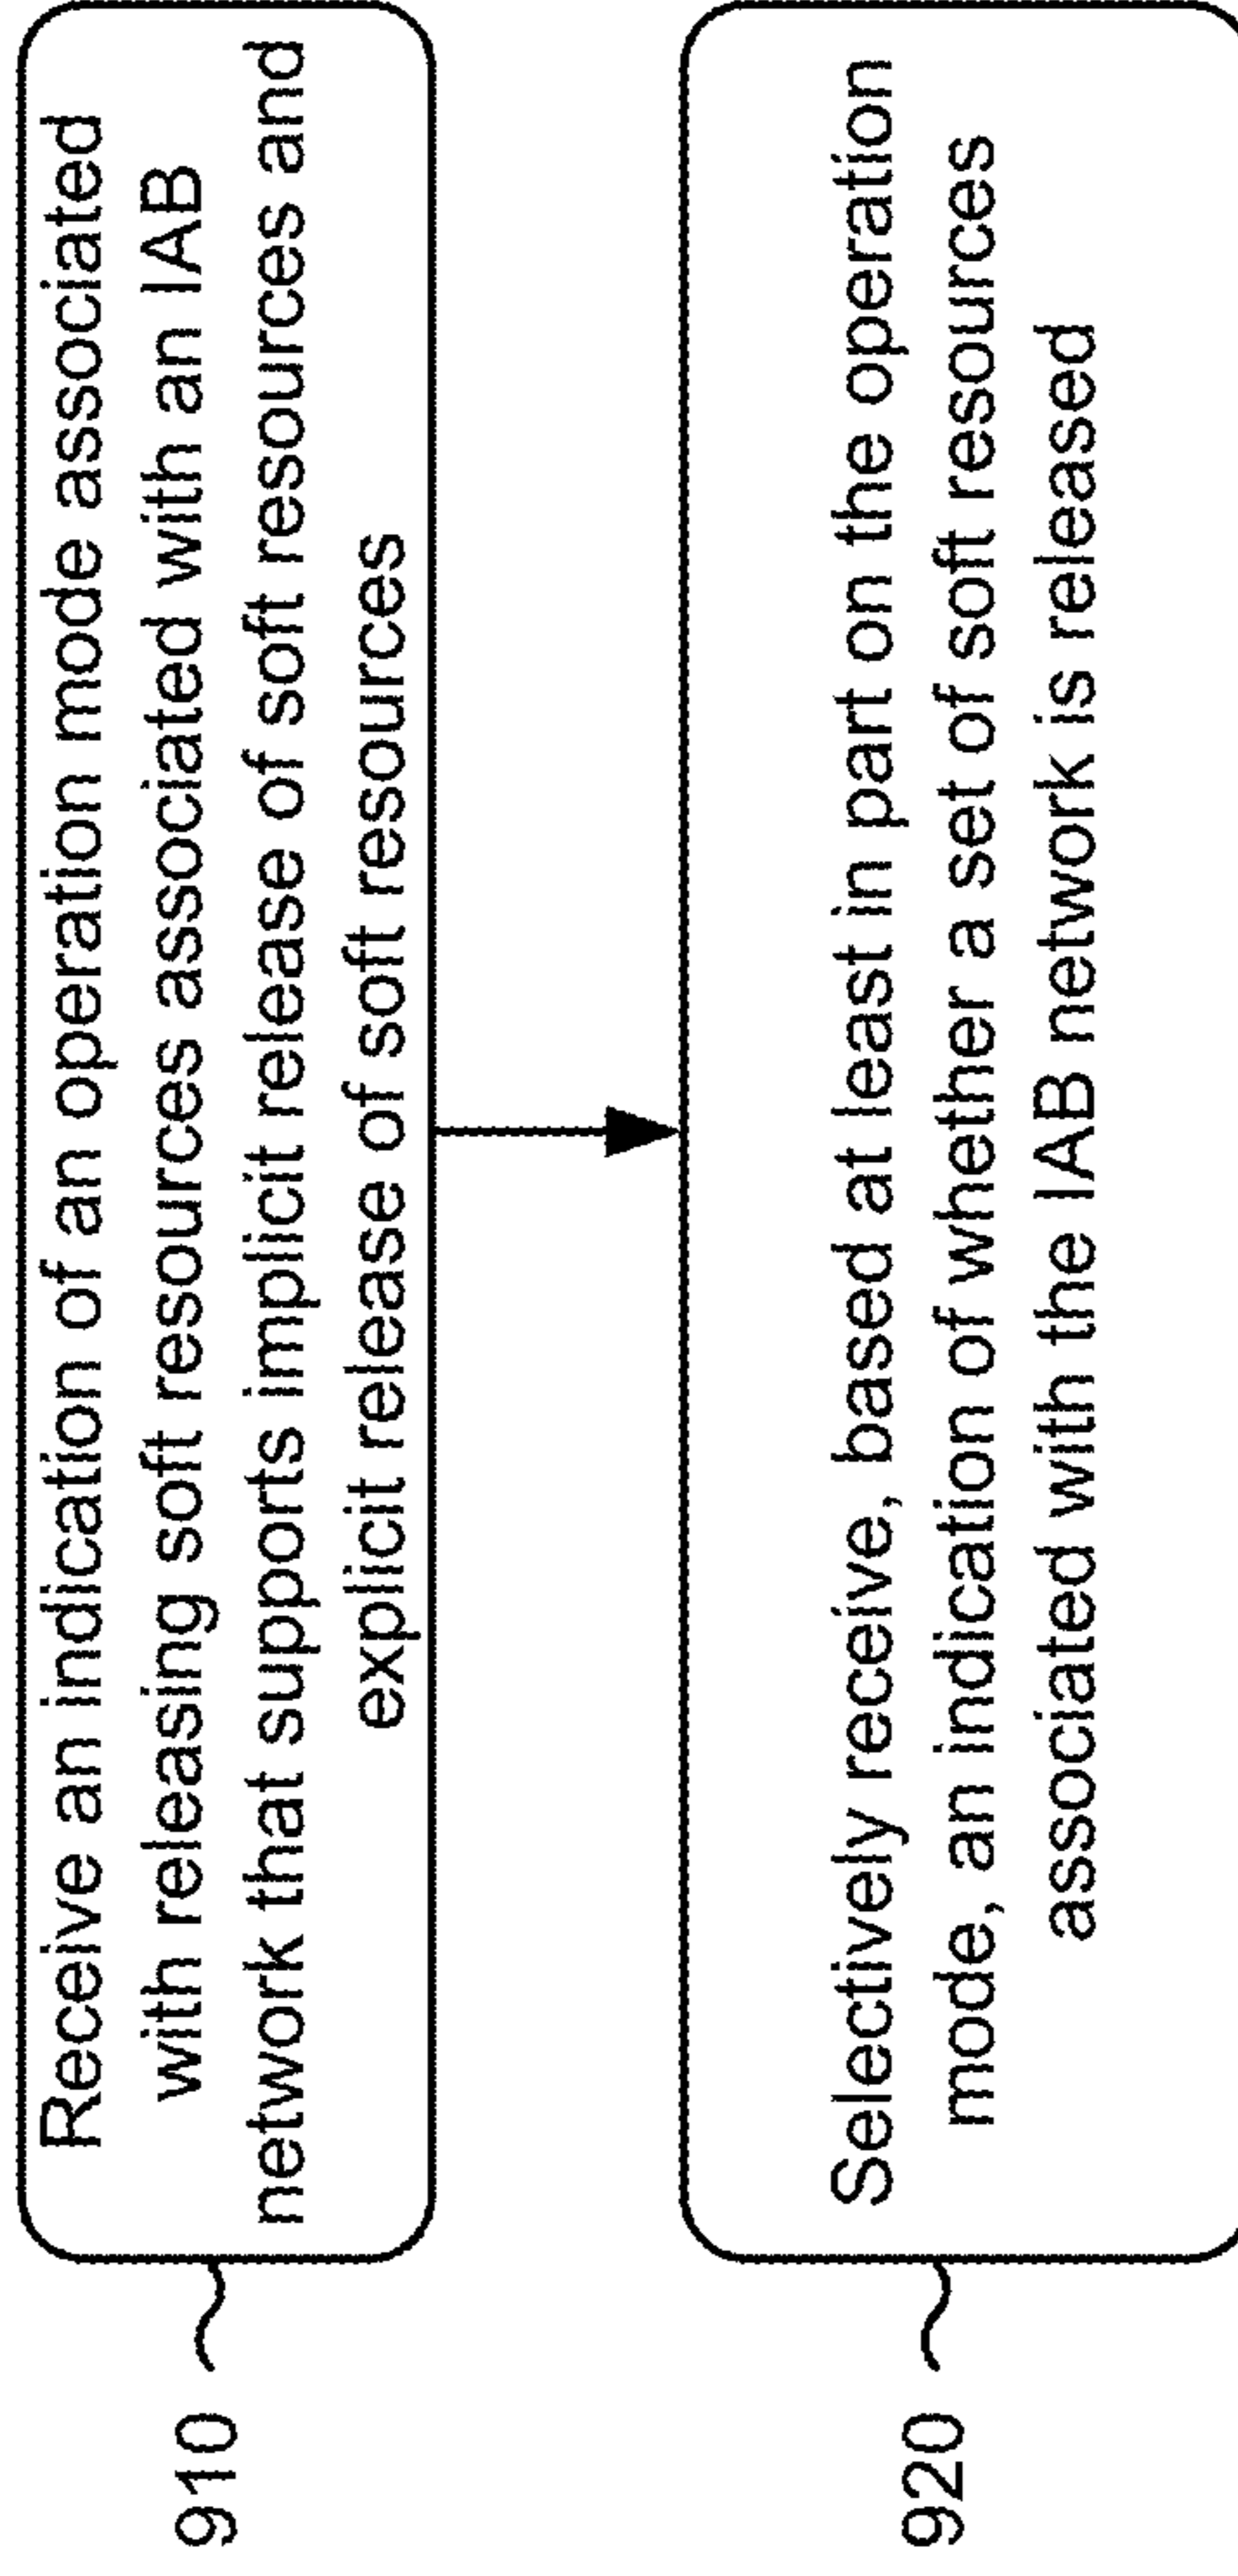 910
Receive an indication of an operation mode associated
with releasing soft resources associated with an IAB
network that supports implicit release of soft resources and
explicit release of soft resources
920
Selectively receive, based at least in part on the operation
mode, an indication of whether a set of soft resources
associated with the IAB network is released